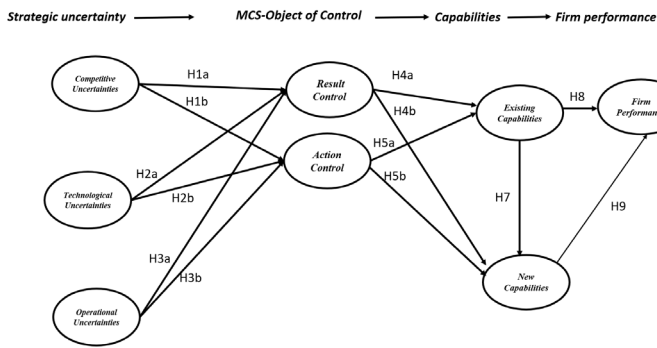 Strategic uncertainty MCS-Object of Control Capabilities Firm performance
Competitive
Uncertainties
H1a
H1b
Result
Control
H4a
H4b
Existing
Capabilities
H8
Firm
Performan
Action
Control
H5a
H5b
Technological
Uncertainties
H2a
H2b
H7
H9
H3a
H3b
New
Capabilities
Operational
Uncertainties